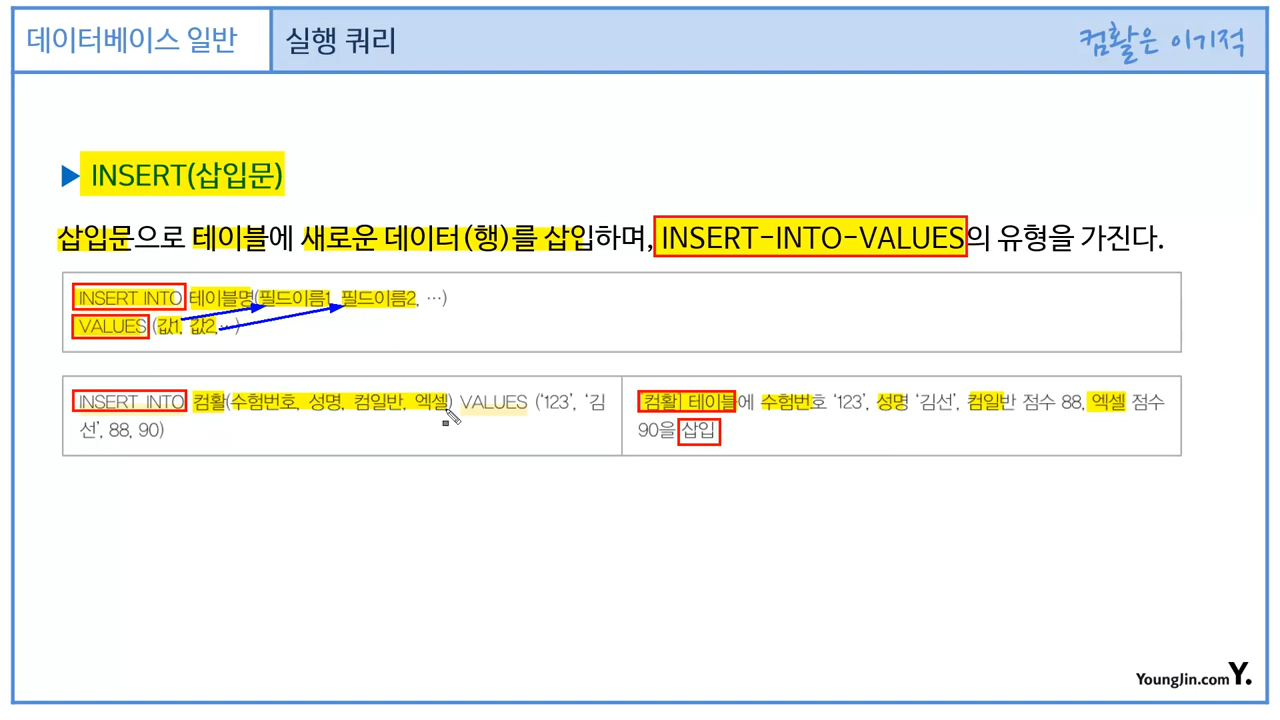 데이터베이스 일반
실행 쿼리
컴활은 이기적
▶ INSERT(삽입문)
삽입문으로 테이블에 새로운 데이터(행)를 삽입하며, INSERT-INTO-VALUES의 유형을 가진다.
INSERT INTO 테이블명(필드이름1, 필드이름2, …)
VALUES (값1, 값2,…)
INSERT INTO 컴활(수험번호, 성명, 컴일반, 엑셀) VALUES (‘123’, ‘김
선’, 88, 90)
[컴활] 테이블에 수험번호 ‘123’, 성명 ‘김선’, 컴일반 점수 88, 엑셀 점수
90을 삽입
YoungJin.com Y.